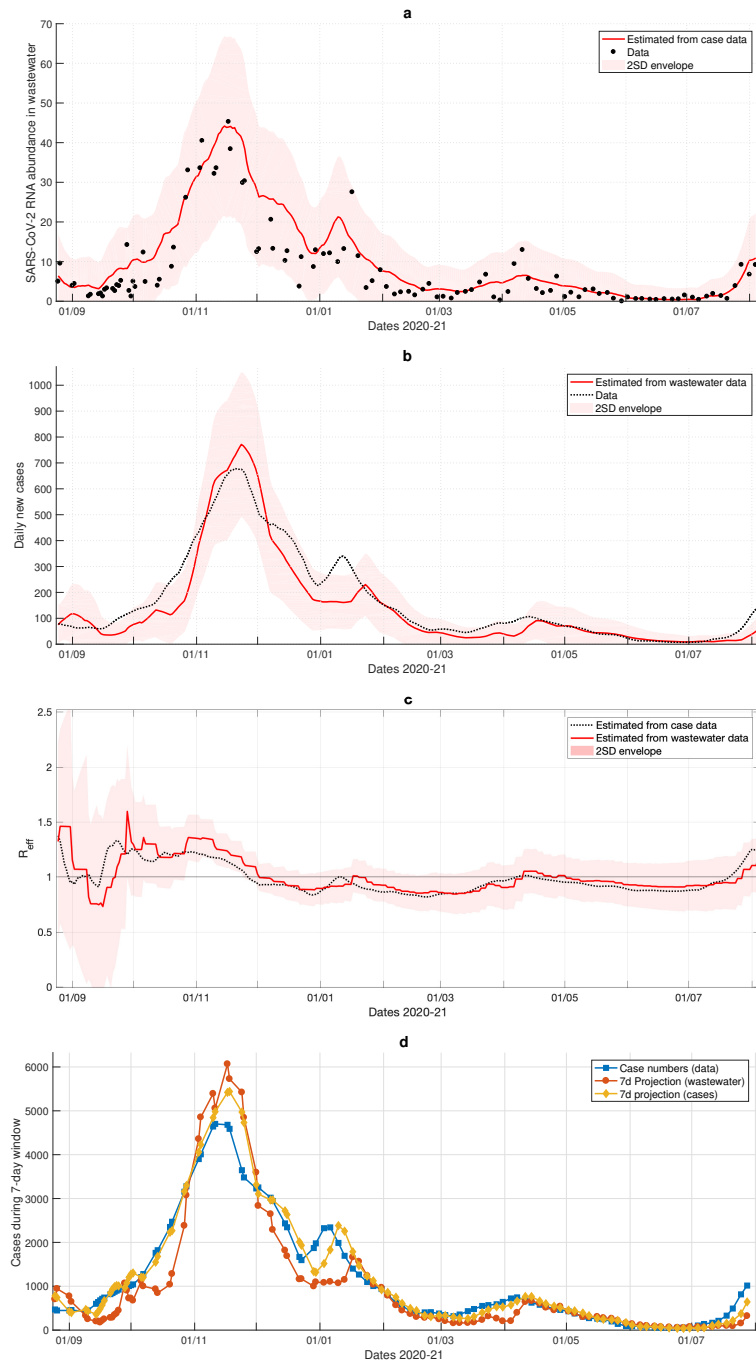 a
70
60
50
40
30
20
10
0
SARS-CoV-2 RNA abundance in wastewater
Estimated from case data
Data
2SD envelope
01/09
01/11
01/01
01/03
01/05
01/07
Dates 2020-21
b
1000
900
800
700
600
500
400
300
200
100
0
Daily new cases
Estimated from wastewater data
Data
2SD envelope
01/09
01/11
01/01
01/03
01/05
01/07
Dates 2020-21
c
2.5
2
1.5
1
0.5
0
Reff
Estimated from case data
Estimated from wastewater data
2SD envelope
01/09
01/11
01/01
01/03
01/05
01/07
Dates 2020-21
d
6000
5000
4000
3000
2000
1000
0
Cases during 7-day window
Case numbers (data)
7d Projection (wastewater)
7d projection (cases)
01/09
01/11
01/01
01/03
01/05
01/07
Dates 2020-21